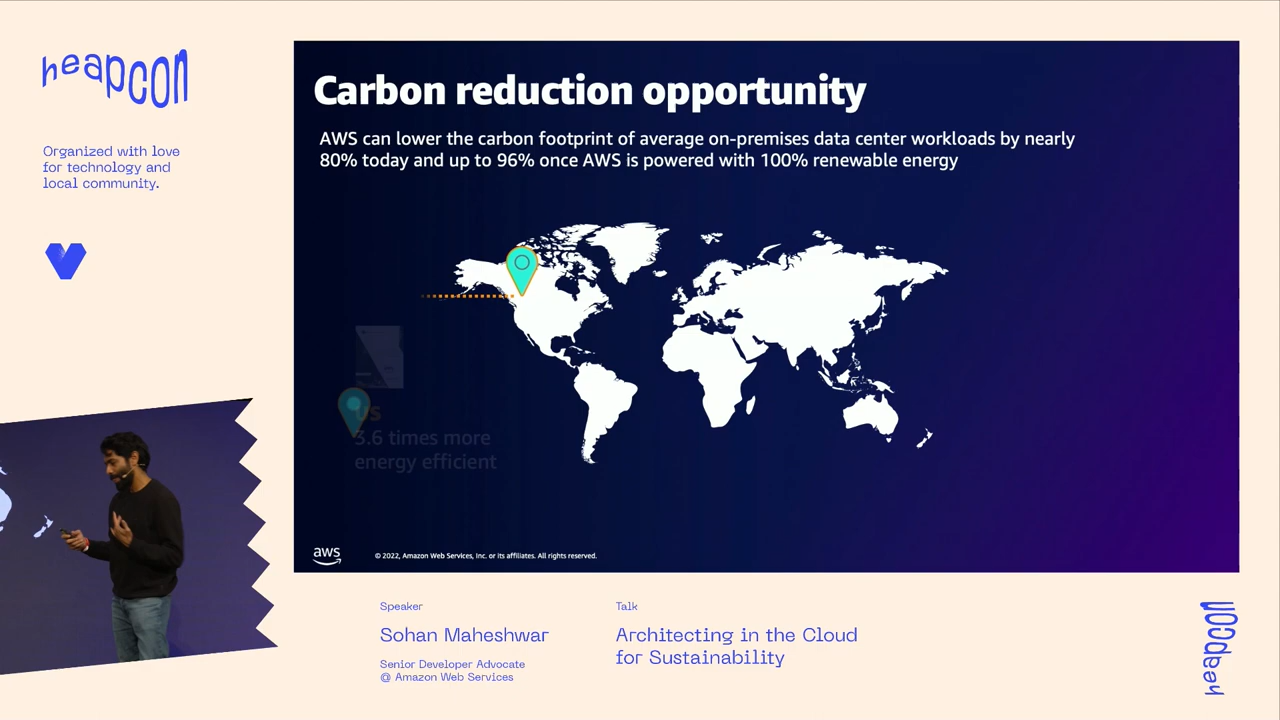 heapcon
Organized with love
for technology and
local community.
Carbon reduction opportunity
AWS can lower the carbon footprint of average on-premises data center workloads by nearly
80% today and up to 96% once AWS is powered with 100% renewable energy
US
3.6 times more
energy efficient
aws
© 2022, Amazon Web Services, Inc. or its affiliates. All rights reserved.
Speaker
Sohan Maheshwar
Senior Developer Advocate
@ Amazon Web Services
Talk
Architecting in the Cloud
for Sustainability
heapcon